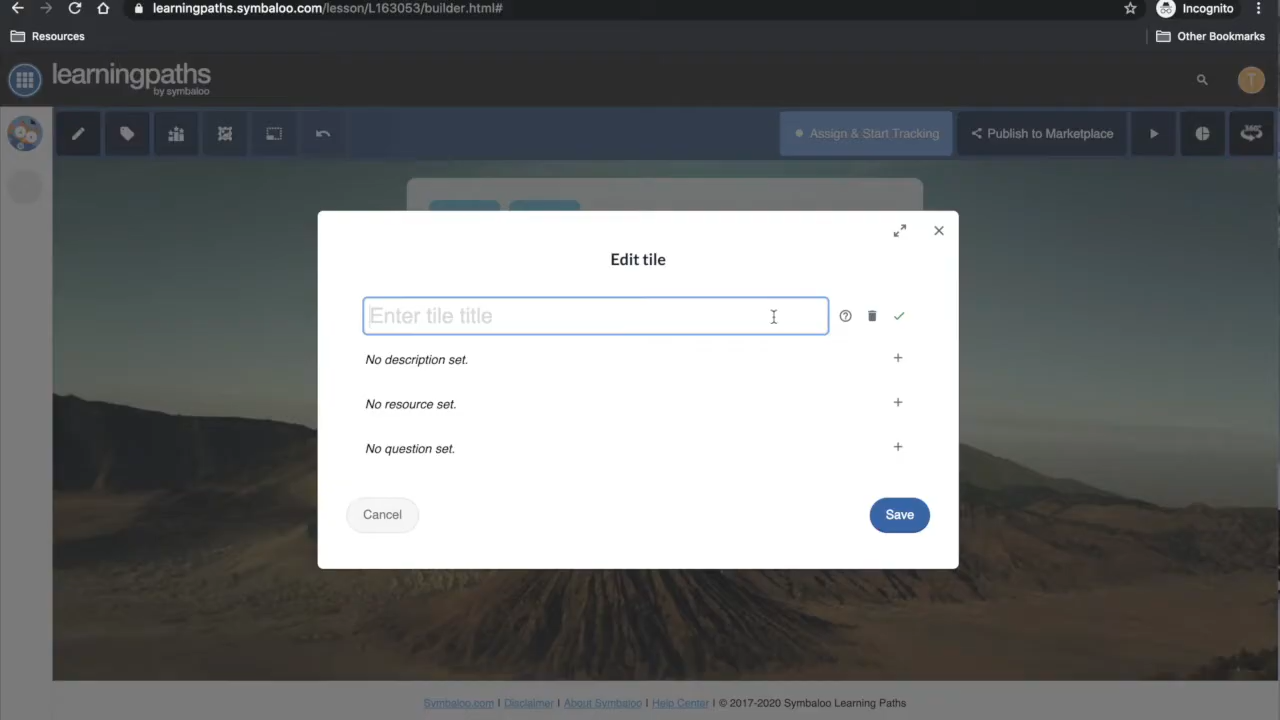 learningpaths.symbaloo.com/lesson/L163053/builder.html#
Incognito
Resources
Other Bookmarks
learningpaths
by symbaloo
T
Assign & Start Tracking
Publish to Marketplace
360°
Edit tile
Enter tile title
No description set.
No resource set.
No question set.
Cancel
Save
Symbaloo.com | Disclaimer | About Symbaloo | Help Center | © 2017-2020 Symbaloo Learning Paths